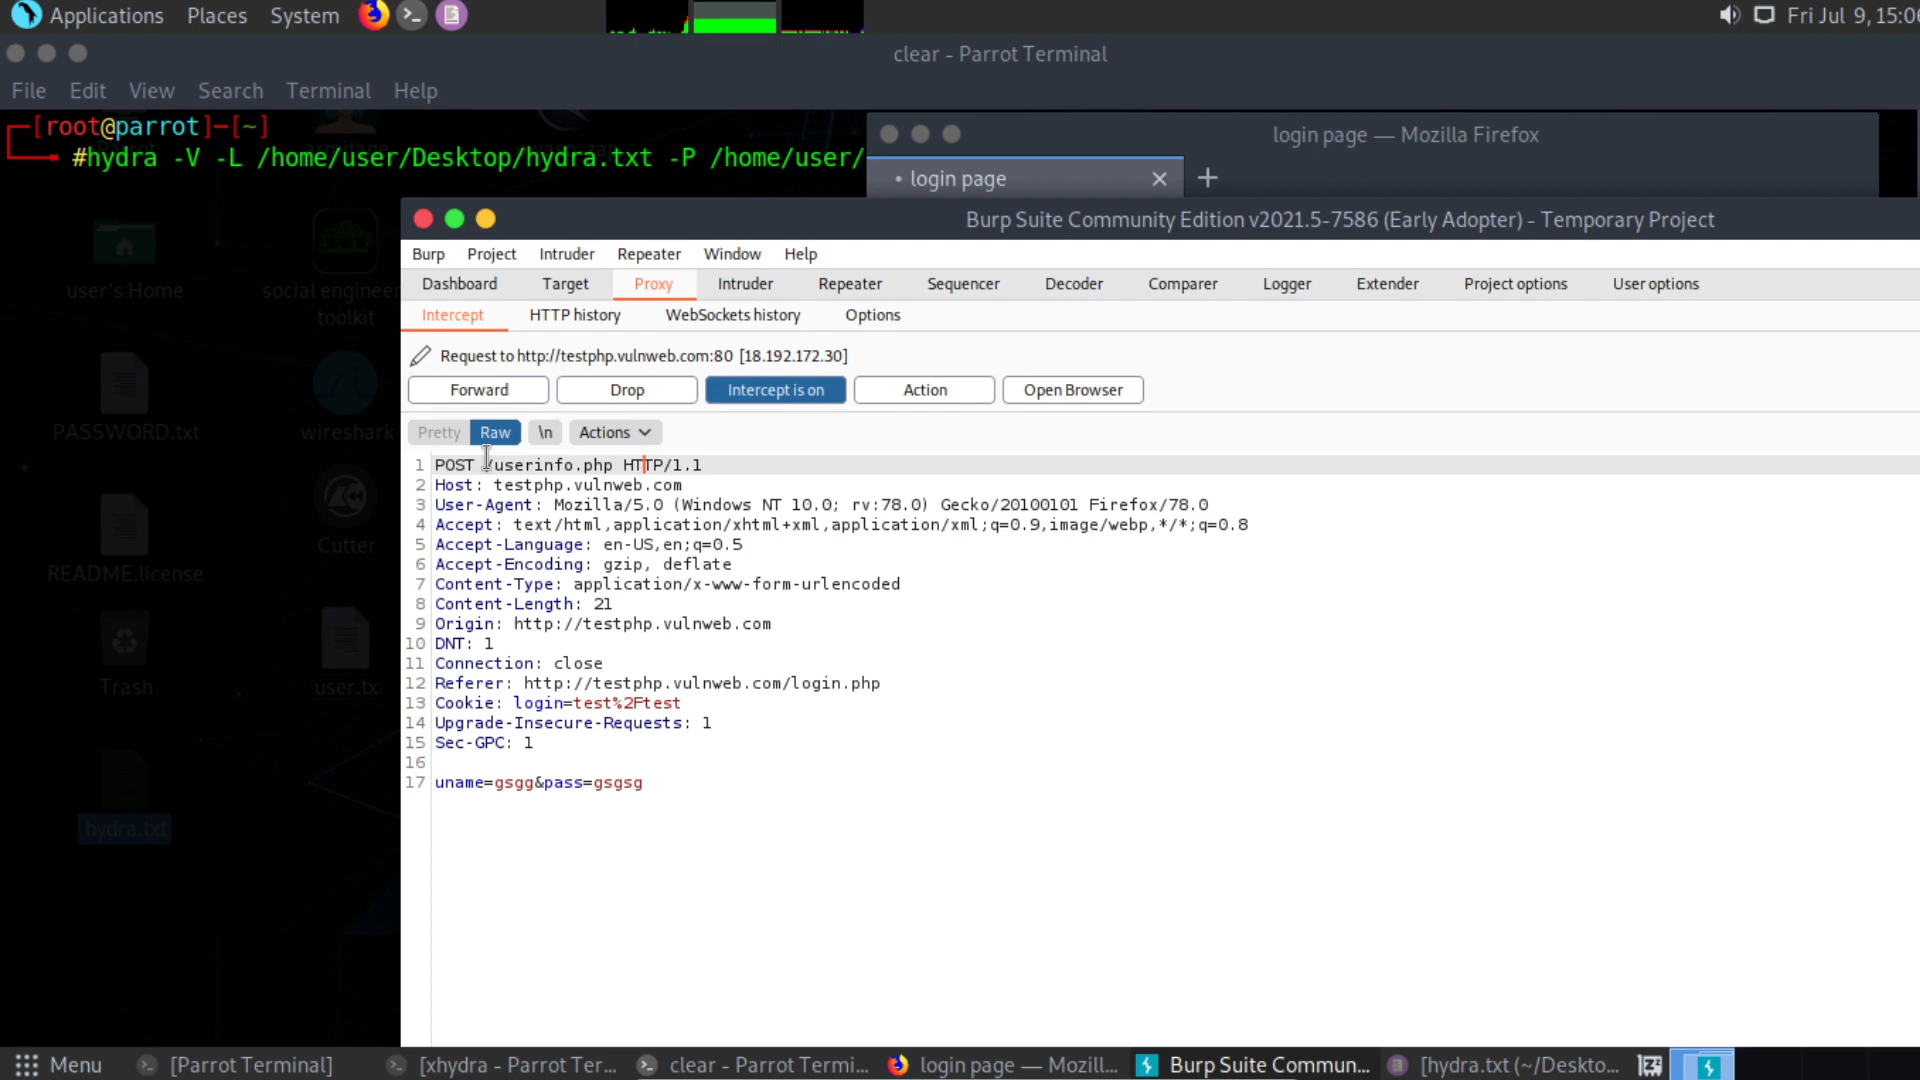 Applications Places System
Fri Jul 9, 15:06
clear - Parrot Terminal
File Edit View Search Terminal Help
[root@parrot]-[~]
#hydra -V -L /home/user/Desktop/hydra.txt -P /home/user/
login page — Mozilla Firefox
login page
Burp Suite Community Edition v2021.5-7586 (Early Adopter) - Temporary Project
Burp Project Intruder Repeater Window Help
Dashboard Target Proxy Intruder Repeater Sequencer Decoder Comparer Logger Extender Project options User options
Intercept HTTP history WebSockets history Options
Request to http://testphp.vulnweb.com:80 [18.192.172.30]
Forward Drop Intercept is on Action Open Browser
Pretty Raw \n Actions
1 POST /userinfo.php HTTP/1.1
2 Host: testphp.vulnweb.com
3 User-Agent: Mozilla/5.0 (Windows NT 10.0; rv:78.0) Gecko/20100101 Firefox/78.0
4 Accept: text/html,application/xhtml+xml,application/xml;q=0.9,image/webp,*/*;q=0.8
5 Accept-Language: en-US,en;q=0.5
6 Accept-Encoding: gzip, deflate
7 Content-Type: application/x-www-form-urlencoded
8 Content-Length: 21
9 Origin: http://testphp.vulnweb.com
10 DNT: 1
11 Connection: close
12 Referer: http://testphp.vulnweb.com/login.php
13 Cookie: login=test%2Ftest
14 Upgrade-Insecure-Requests: 1
15 Sec-GPC: 1
16
17 uname=gsgg&pass=gsgsg
user's Home
social engineer
toolkit
PASSWORD.txt
wireshark
Cutter
README.license
Trash
user.tx
hydra.txt
Menu [Parrot Terminal] [xhydra - Parrot Ter... clear - Parrot Termi... login page — Mozill... Burp Suite Commun... [hydra.txt (~/Deskto...